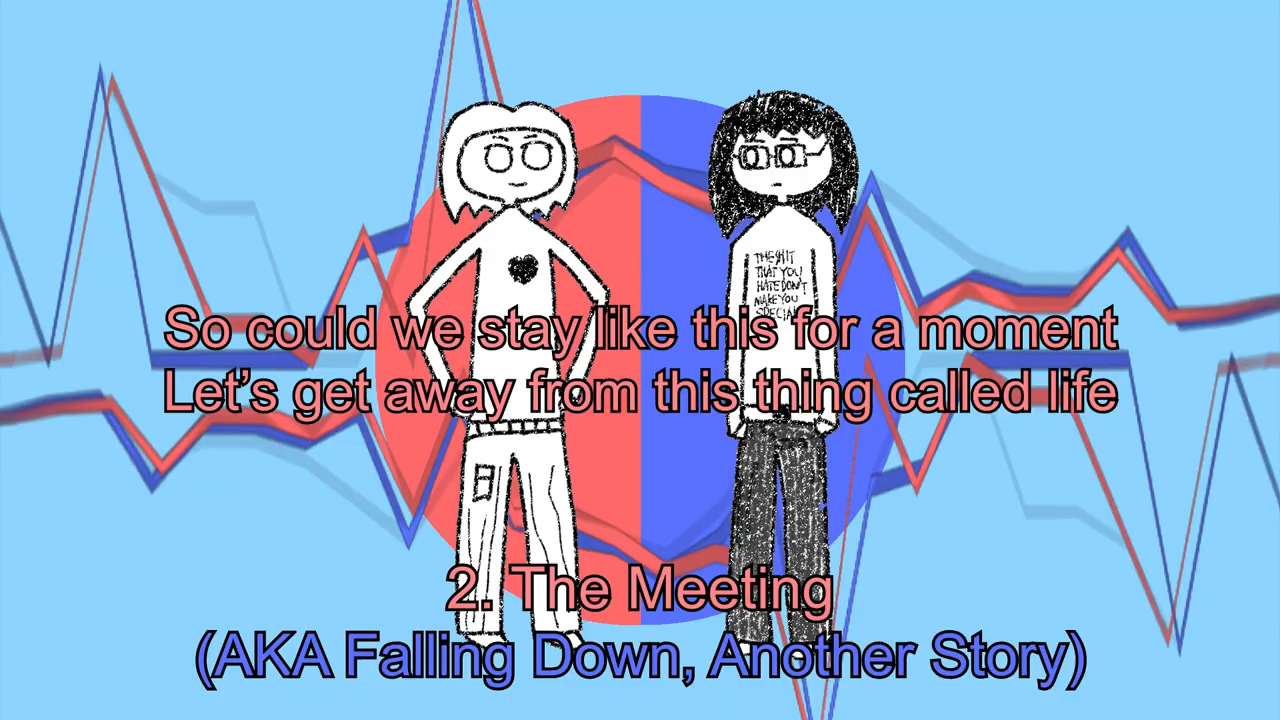 THE SHIT
THAT YOU
HATE DON'T
MAKE YOU
SPECIAL
So could we stay like this for a moment
Let’s get away from this thing called life
2. The Meeting
(AKA Falling Down, Another Story)